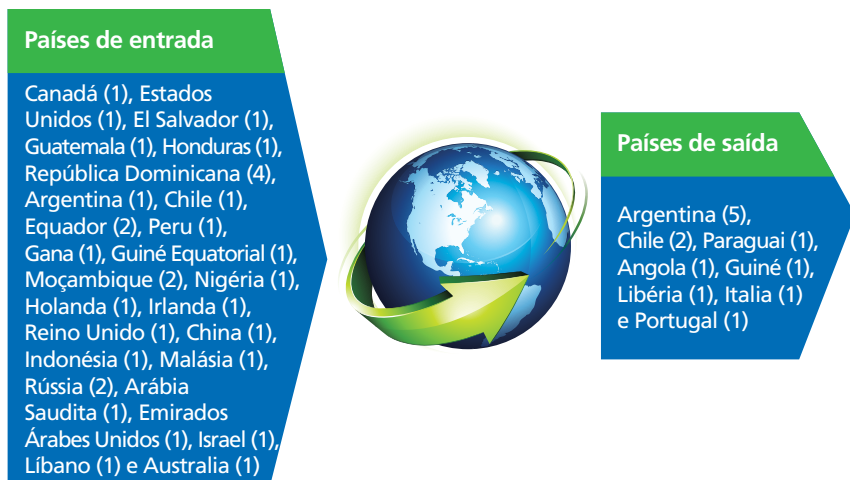 Países de entrada
Canadá (1), Estados
Unidos (1), El Salvador (1),
Guatemala (1), Honduras (1),
República Dominicana (4),
Argentina (1), Chile (1),
Equador (2), Peru (1),
Gana (1), Guiné Equatorial (1),
Moçambique (2), Nigéria (1),
Holanda (1), Irlanda (1),
Reino Unido (1), China (1),
Indonésia (1), Malásia (1),
Rússia (2), Arábia
Saudita (1), Emirados
Árabes Unidos (1), Israel (1),
Líbano (1) e Australia (1)
Países de saída
Argentina (5),
Chile (2), Paraguai (1),
Angola (1), Guiné (1),
Libéria (1), Italia (1)
e Portugal (1)